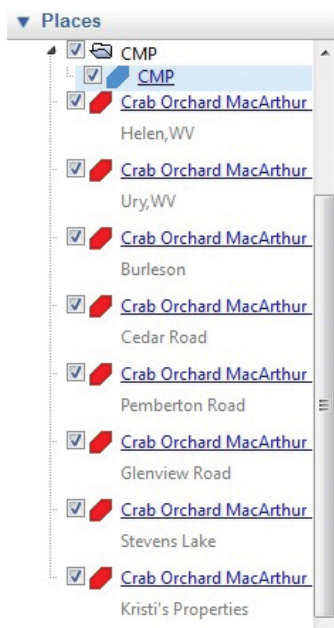 Places
CMP
CMP
Crab Orchard MacArthur
Helen,WV
Crab Orchard MacArthur
Ury,WV
Crab Orchard MacArthur
Burleson
Crab Orchard MacArthur
Cedar Road
Crab Orchard MacArthur
Pemberton Road
Crab Orchard MacArthur
Glenview Road
Crab Orchard MacArthur
Stevens Lake
Crab Orchard MacArthur
Kristi's Properties